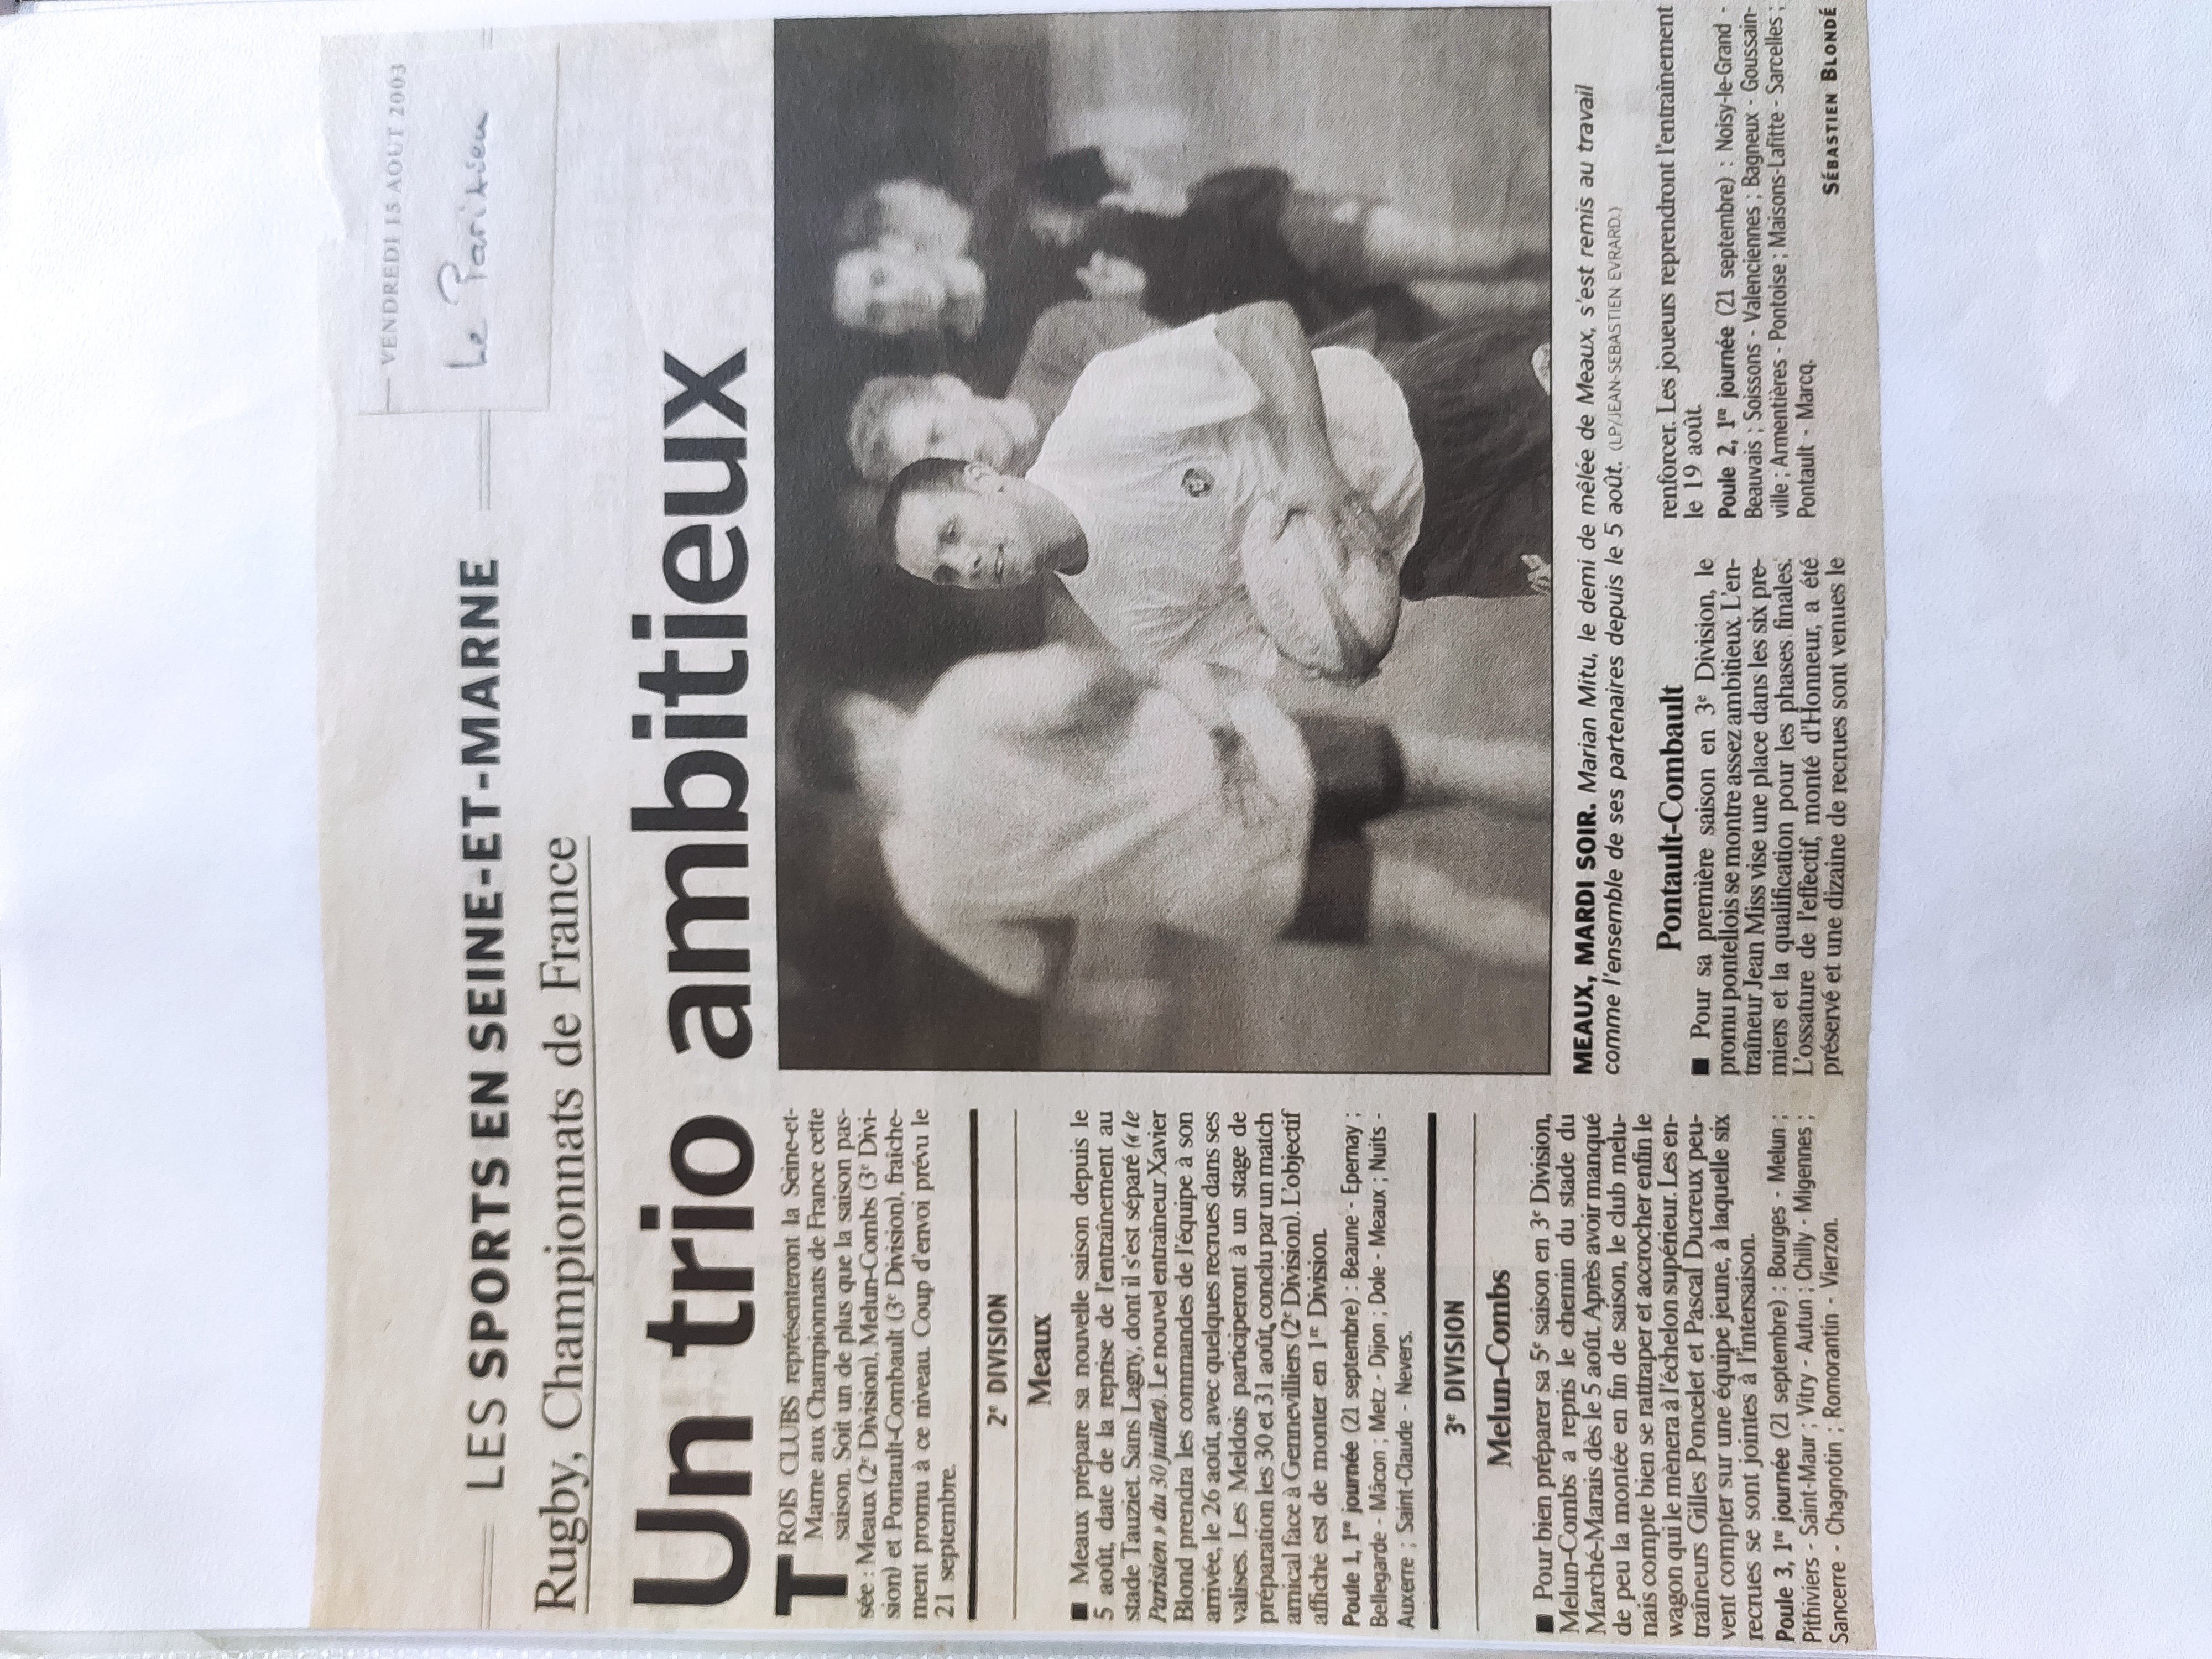 VENDREDI 15 AOUT 2003
Le Parisien
LES SPORTS EN SEINE-ET-MARNE
Rugby, Championnats de France
Un trio ambitieux
TROIS CLUBS représenteront la Seine-et-
Marne aux Championnats de France cette
saison. Soit un de plus que la saison pas-
sée : Meaux (2e Division), Melun-Combs (3e Divi-
sion) et Pontault-Combault (3e Division), fraîche-
ment promu à ce niveau. Coup d'envoi prévu le
21 septembre.
2e DIVISION
Meaux
■ Meaux prépare sa nouvelle saison depuis le
5 août, date de la reprise de l'entraînement au
stade Tauziet. Sans Lagny, dont il s'est séparé (« le
Parisien » du 30 juillet). Le nouvel entraîneur Xavier
Blond prendra les commandes de l'équipe à son
arrivée, le 26 août, avec quelques recrues dans ses
valises. Les Meldois participeront à un stage de
préparation les 30 et 31 août, conclu par un match
amical face à Gennevilliers (2e Division). L'objectif
affiché est de monter en 1re Division.
Poule 1, 1re journée (21 septembre) : Beaune - Epernay ;
Bellegarde - Mâcon ; Metz - Dijon ; Dole - Meaux ; Nuits -
Auxerre ; Saint-Claude - Nevers.
3e DIVISION
Melun-Combs
■ Pour bien préparer sa 5e saison en 3e Division,
Melun-Combs a repris le chemin du stade du
Marché-Marais dès le 5 août. Après avoir manqué
de peu la montée en fin de saison, le club melu-
nais compte bien se rattraper et accrocher enfin le
wagon qui le mènera à l'échelon supérieur. Les en-
traîneurs Gilles Poncelet et Pascal Ducreux peu-
vent compter sur une équipe jeune, à laquelle six
recrues se sont jointes à l'intersaison.
Poule 3, 1re journée (21 septembre) : Bourges - Melun ;
Pithiviers - Saint-Maur ; Vitry - Autun ; Chilly - Migennes ;
Sancerre - Chagnotin ; Romorantin - Vierzon.
MEAUX, MARDI SOIR. Marian Mitu, le demi de mêlée de Meaux, s'est remis au travail
comme l'ensemble de ses partenaires depuis le 5 août. (LP/JEAN-SEBASTIEN EVRARD.)
Pontault-Combault
■ Pour sa première saison en 3e Division, le
promu pontellois se montre assez ambitieux. L'en-
traîneur Jean Miss vise une place dans les six pre-
miers et la qualification pour les phases finales.
L'ossature de l'effectif, monté d'Honneur, a été
préservé et une dizaine de recrues sont venues le
renforcer. Les joueurs reprendront l'entraînement
le 19 août.
Poule 2, 1re journée (21 septembre) : Noisy-le-Grand -
Beauvais ; Soissons - Valenciennes ; Bagneux - Goussain-
ville ; Armentières - Pontoise ; Maisons-Lafitte - Sarcelles ;
Pontault - Marcq.
SÉBASTIEN BLONDÉ